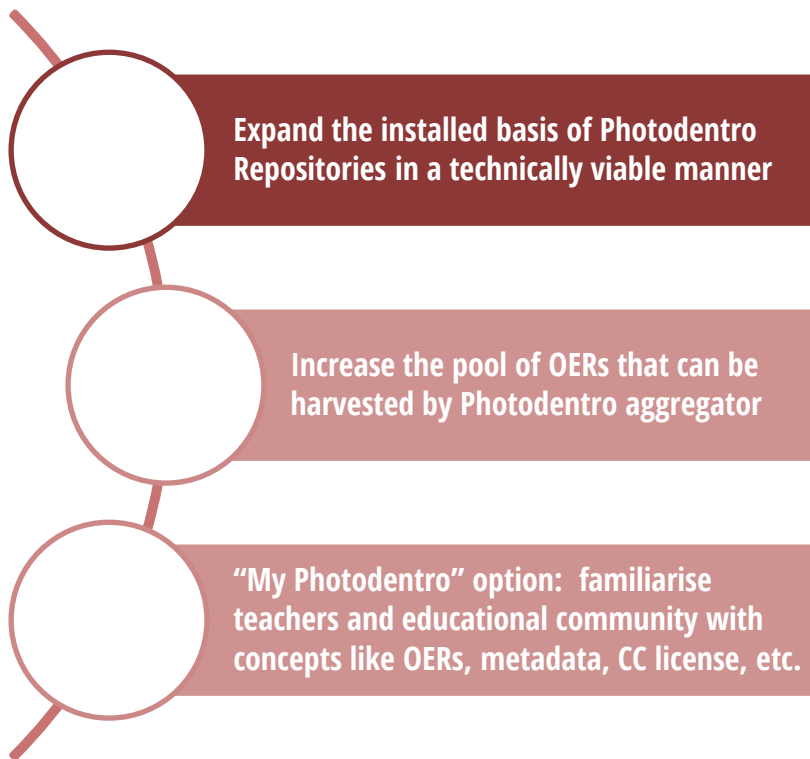 Expand the installed basis of Photodentro
Repositories in a technically viable manner
Increase the pool of OERs that can be
harvested by Photodentro aggregator
“My Photodentro” option:  familiarise
teachers and educational community with
concepts like OERs, metadata, CC license, etc.